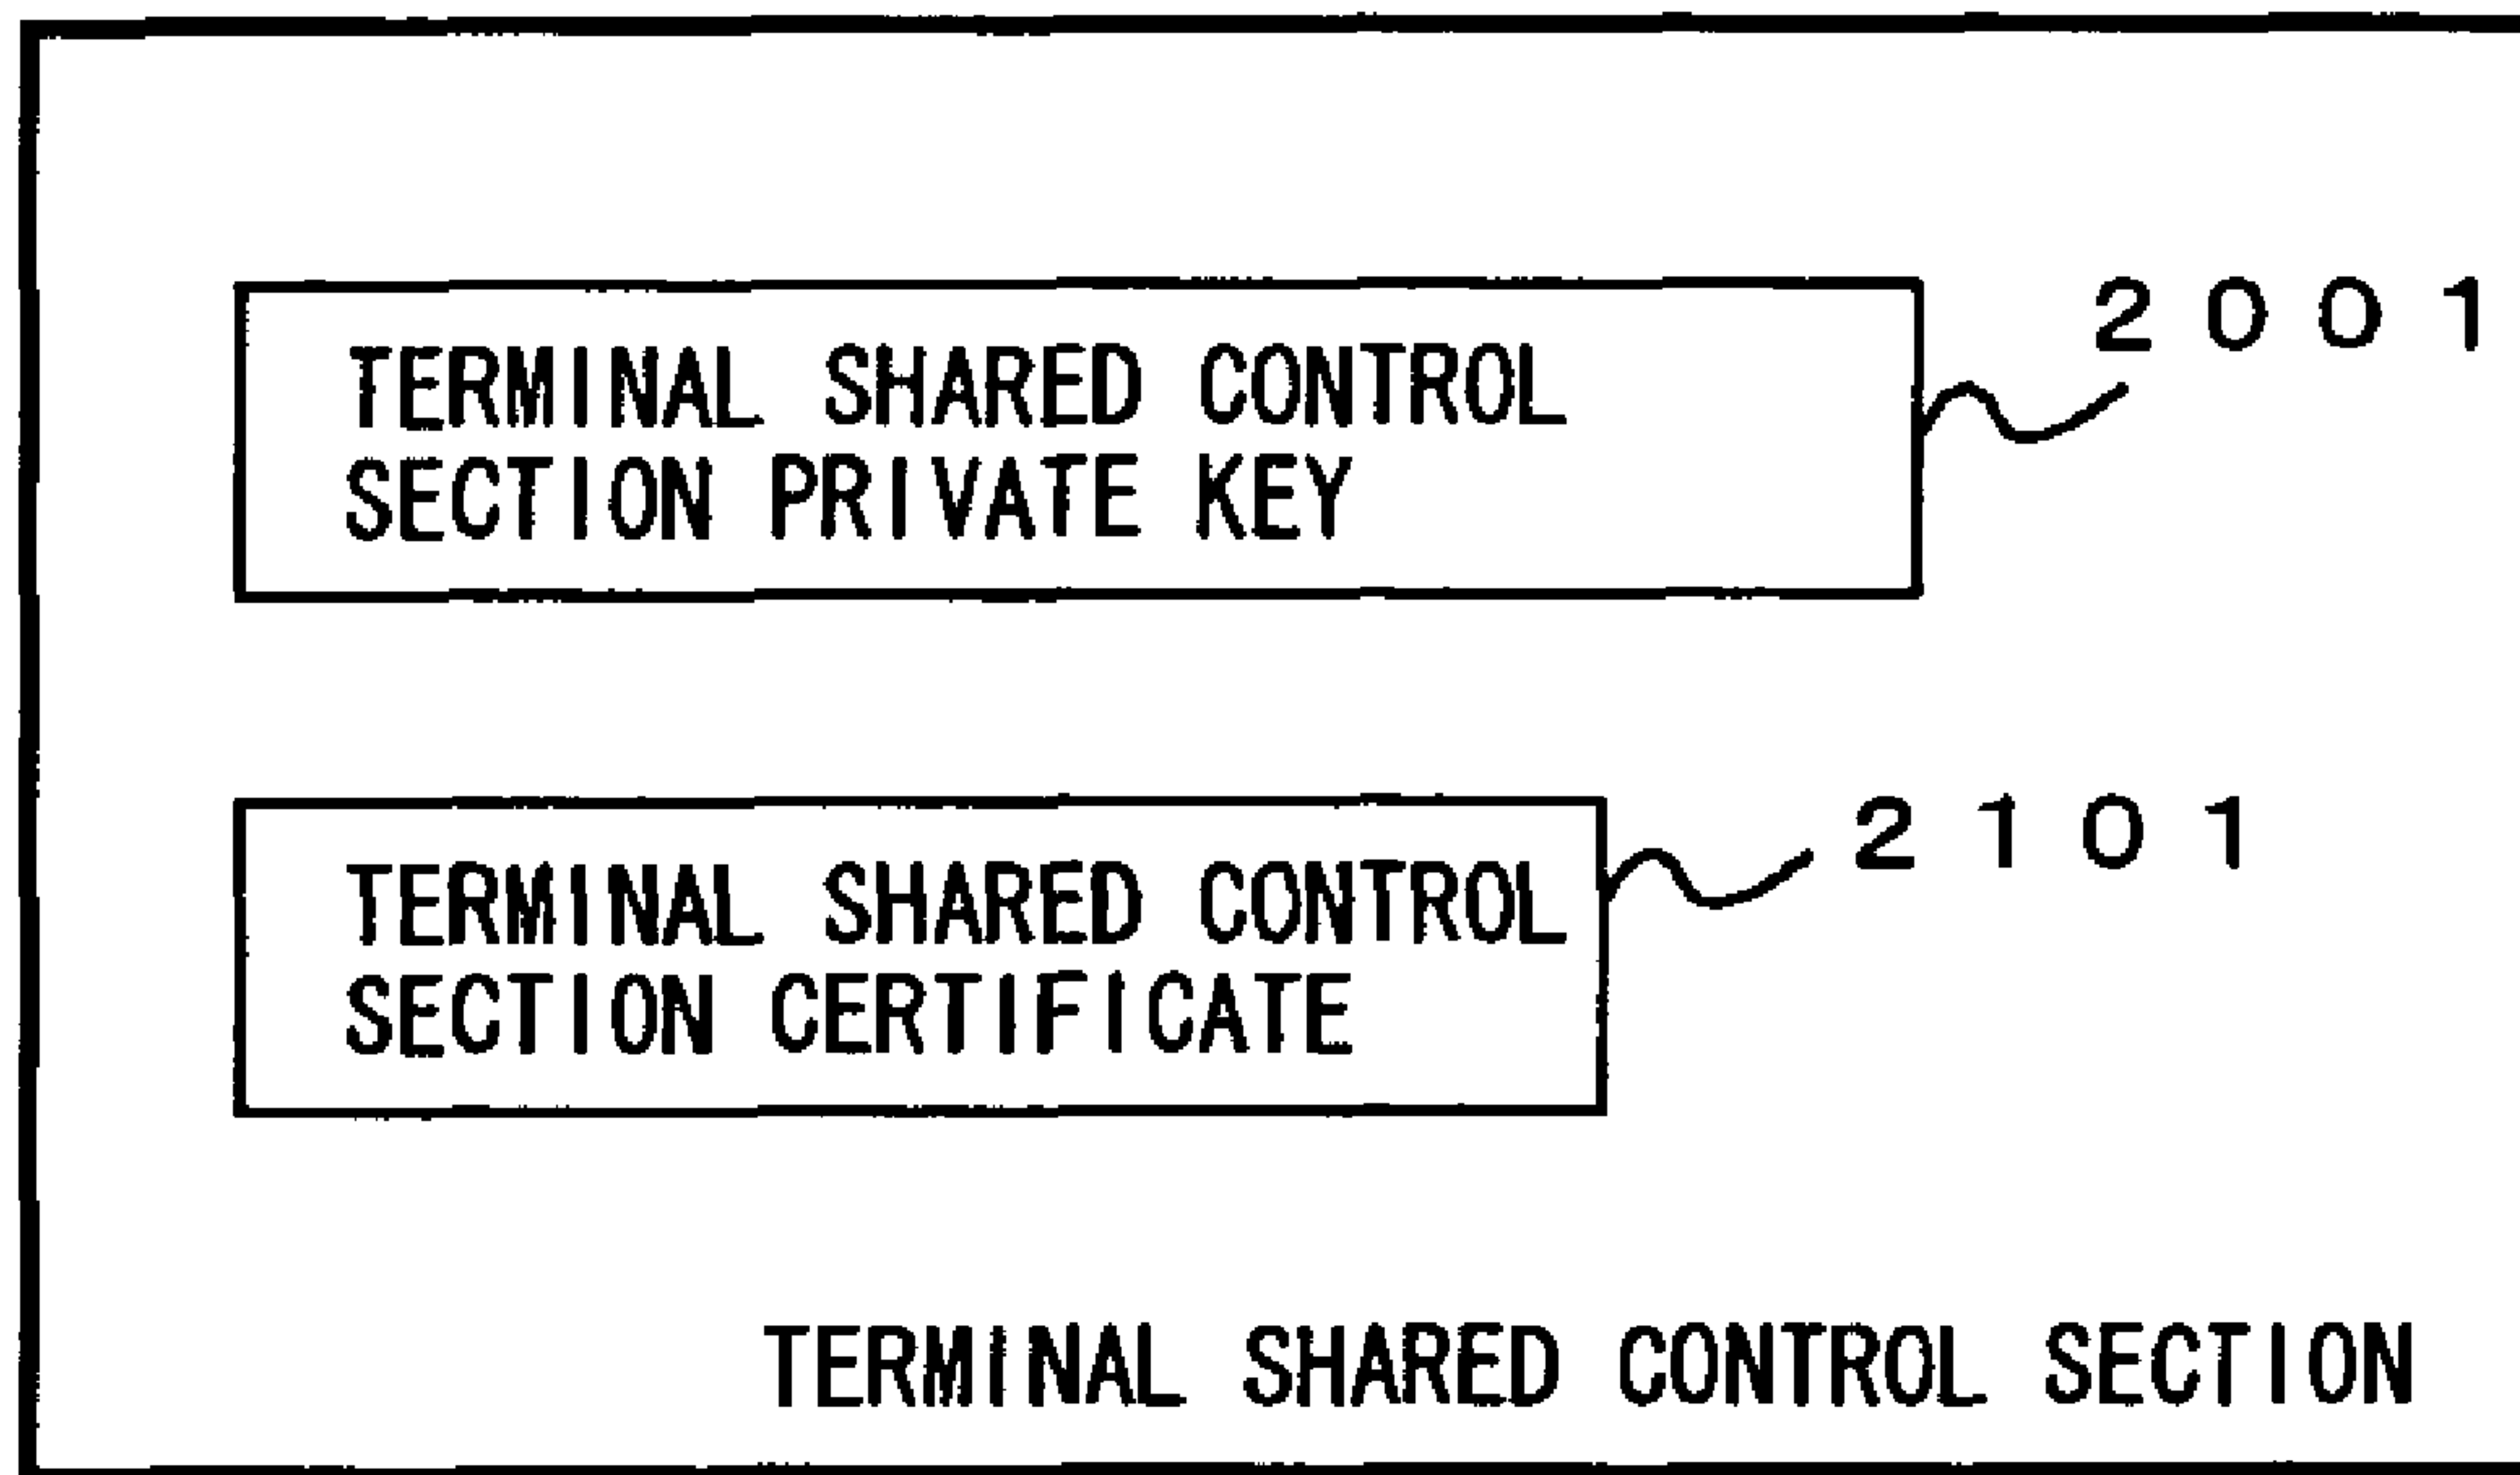 2001
TERMINAL SHARED CONTROL
SECTION PRIVATE KEY
2101
TERMINAL SHARED CONTROL
SECTION CERTIFICATE
TERMINAL SHARED CONTROL SECTION